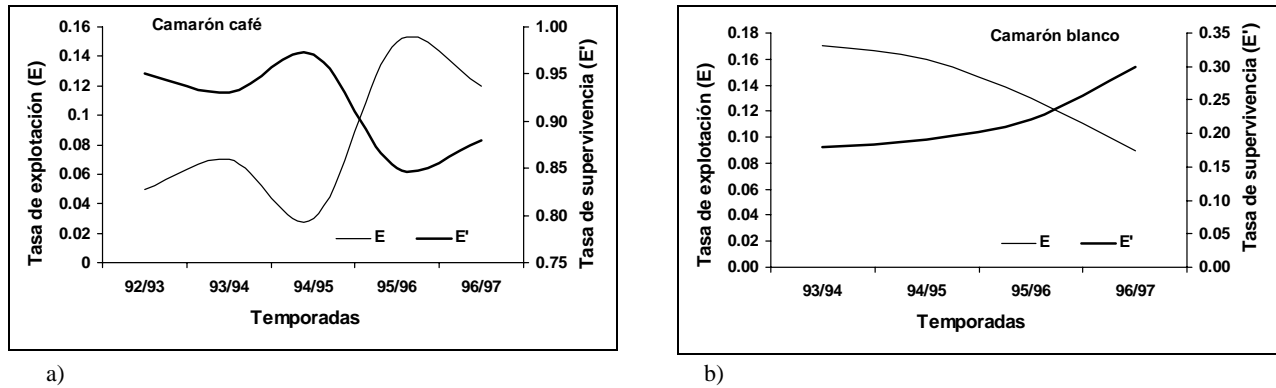 Camarón café
Tasa de explotación (E)
0.16
0.14
0.12
0.1
0.08
0.06
0.04
0.02
0
1.00
0.95
0.90
0.85
0.80
0.75
Tasa de supervivencia (E')
E E'
92/93 93/94 94/95 95/96 96/97
Temporadas
a)
Camarón blanco
Tasa de explotación (E)
0.18
0.16
0.14
0.12
0.10
0.08
0.06
0.04
0.02
0.00
0.35
0.30
0.25
0.20
0.15
0.10
0.05
0.00
Tasa de supervivencia (E')
E E'
93/94 94/95 95/96 96/97
Temporadas
b)